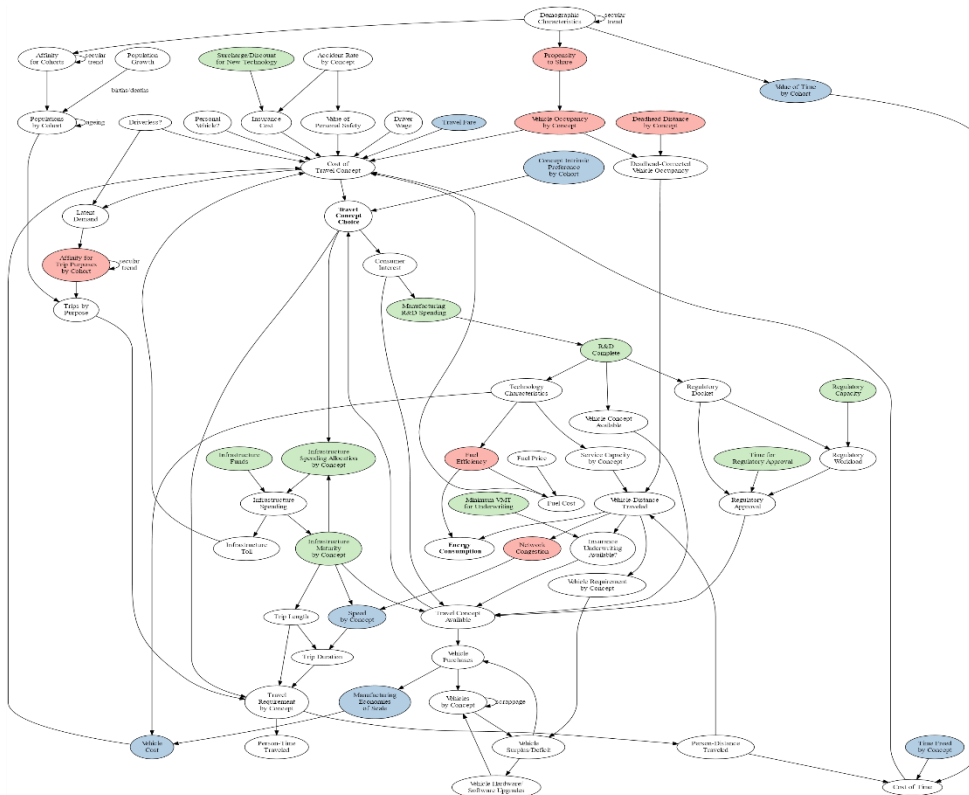 Demographic
Characteristics
secular
trend
Affinity
for Cohorts
secular
trend
Population
Growth
Surcharge/Discount
for New Technology
Accident Rate
by Concept
Propensity
to Share
Value of Time
by Cohort
births/deaths
Populations
by Cohort
ageing
Driverless?
Personal
Vehicle?
Insurance
Cost
Value of
Personal Safety
Driver
Wage
Travel Fare
Vehicle Occupancy
by Concept
Deadhead Distance
by Concept
Cost of
Travel Concept
Concept Intrinsic
Preference
by Cohort
Deadhead-Corrected
Vehicle Occupancy
Latent
Demand
Travel
Concept
Choice
Affinity for
Trip Purposes
by Cohort
secular
trend
Consumer
Interest
Trips by
Purpose
Manufacturing
R&D Spending
R&D
Complete
Technology
Characteristics
Regulatory
Docket
Regulatory
Capacity
Vehicle Concept
Available
Infrastructure
Funds
Infrastructure
Spending Allocation
by Concept
Fuel
Efficiency
Fuel Price
Service Capacity
by Concept
Time for
Regulatory Approval
Regulatory
Workload
Infrastructure
Spending
Minimum VMT
for Underwriting
Fuel Cost
Vehicle Distance
Traveled
Regulatory
Approval
Infrastructure
Toll
Infrastructure
Maturity
by Concept
Energy
Consumption
Network
Congestion
Insurance
Underwriting
Available?
Vehicle Requirement
by Concept
Trip Length
Speed
by Concept
Travel Concept
Available
Trip Duration
Vehicle
Purchases
Travel
Requirement
by Concept
Manufacturing
Economies
of Scale
Vehicles
by Concept
scrappage
Vehicle
Cost
Person-Time
Traveled
Vehicle
Surplus/Deficit
Person-Distance
Traveled
Time Fixed
by Concept
Vehicle Hardware/
Software Upgrades
Cost of Time